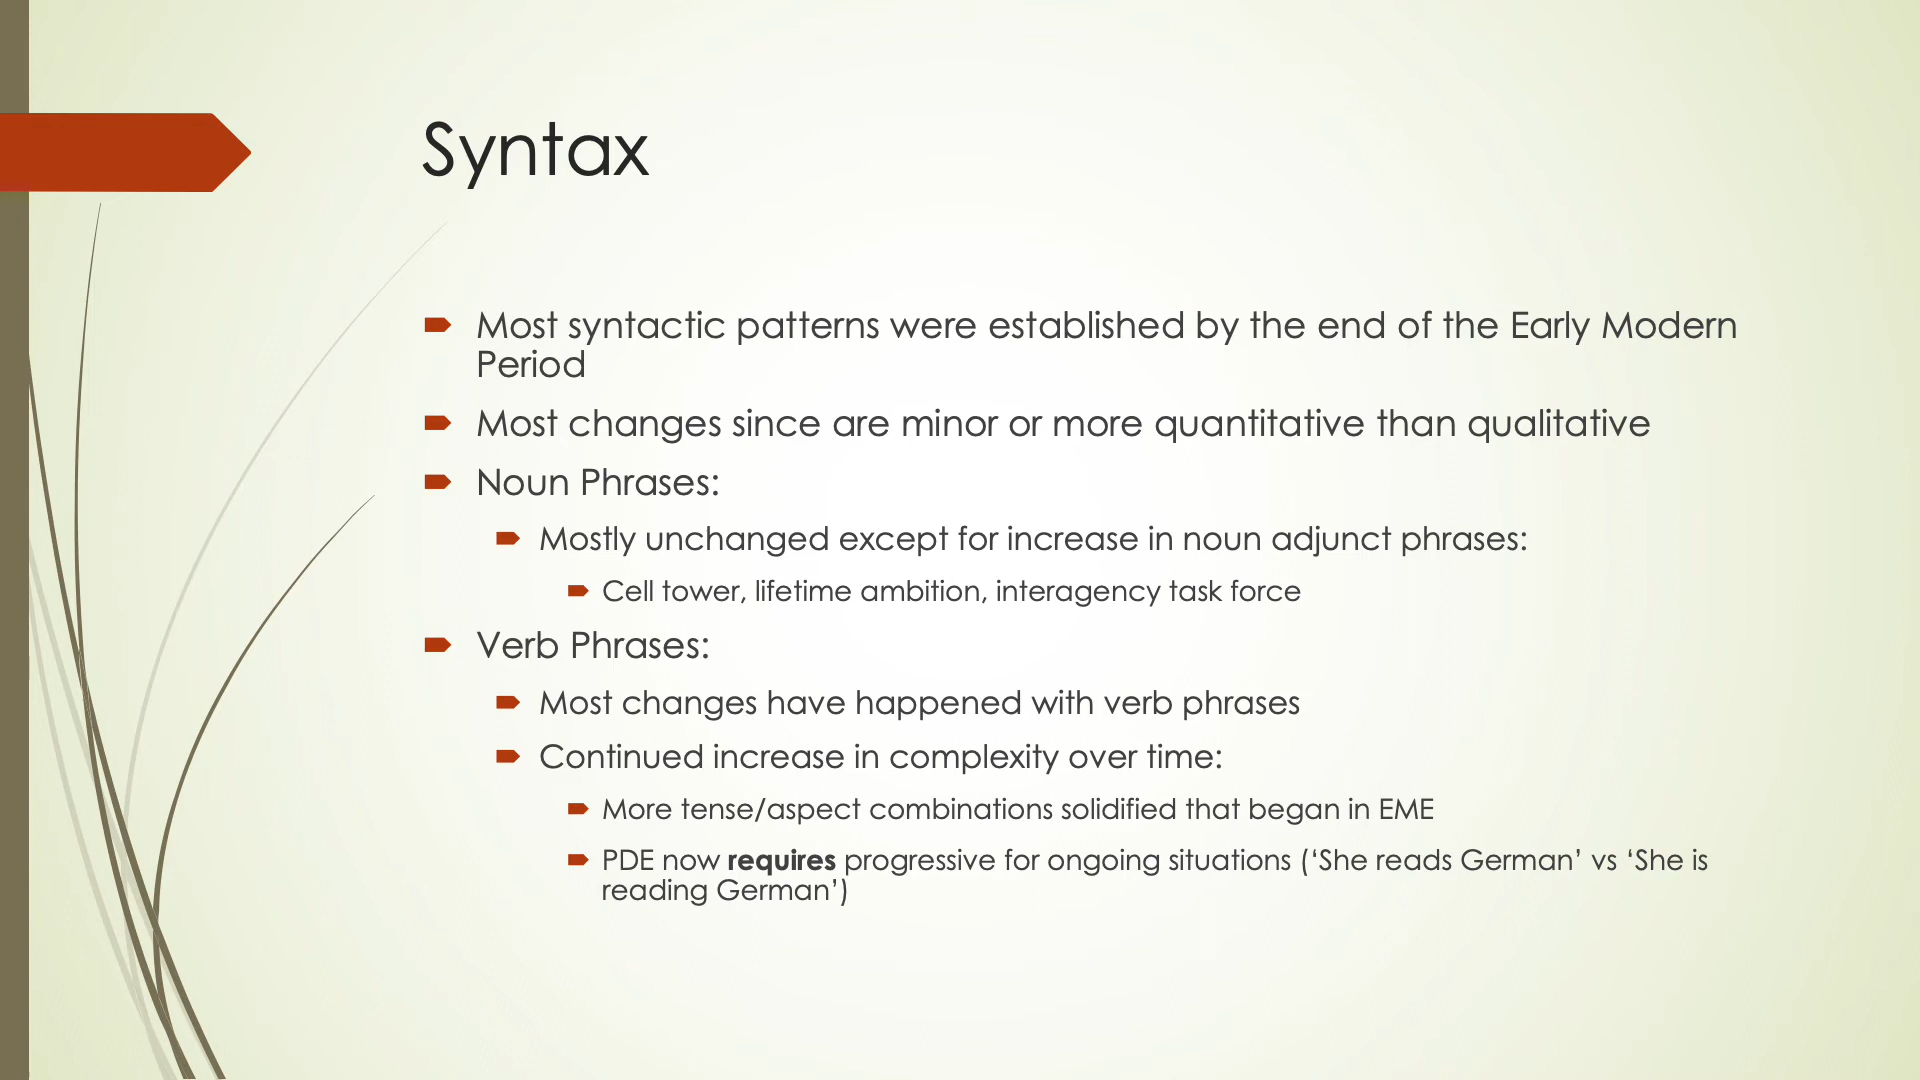 Syntax
Most syntactic patterns were established by the end of the Early Modern
Period
Most changes since are minor or more quantitative than qualitative
Noun Phrases:
Mostly unchanged except for increase in noun adjunct phrases:
Cell tower, lifetime ambition, interagency task force
Verb Phrases:
Most changes have happened with verb phrases
Continued increase in complexity over time:
More tense/aspect combinations solidified that began in EME
PDE now requires progressive for ongoing situations (‘She reads German’ vs ‘She is
reading German’)